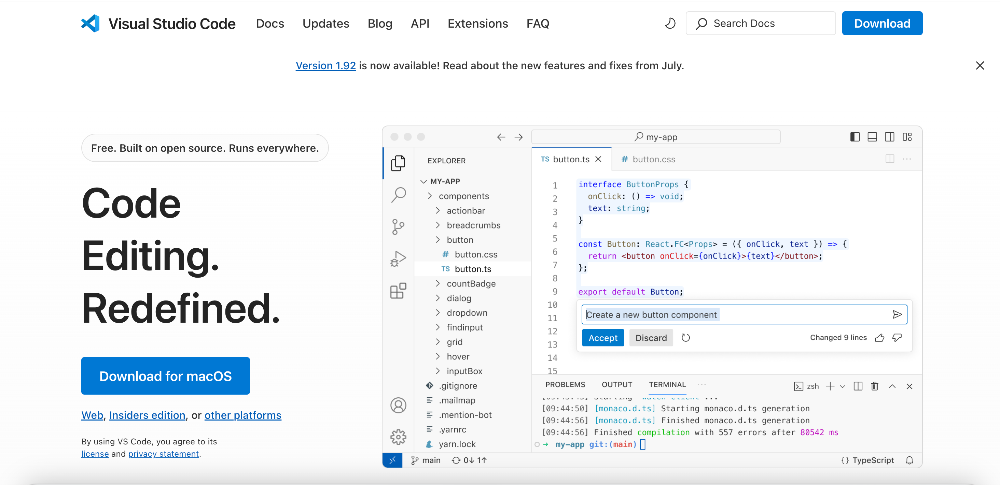 Visual Studio Code Docs Updates Blog API Extensions FAQ Search Docs Download
Version 1.92 is now available! Read about the new features and fixes from July.
Free. Built on open source. Runs everywhere.
Code
Editing.
Redefined.
Download for macOS
Web, Insiders edition, or other platforms
By using VS Code, you agree to its
license and privacy statement.
my-app
EXPLORER
MY-APP
components
actionbar
breadcrumbs
button
# button.css
TS button.ts
countBadge
dialog
dropdown
findinput
grid
hover
inputBox
.gitignore
.mailmap
.mention-bot
.yarnrc
yarn.lock
TS button.ts # button.css
1 interface ButtonProps {
2 onClick: () => void;
3 text: string;
4 }
5
6 const Button: React.FC<Props> = ({ onClick, text }) => {
7 return <button onClick={onClick}>{text}</button>;
8 };
9
10 export default Button;
11
12
13
14
15
Create a new button component
Accept Discard Changed 9 lines
PROBLEMS OUTPUT TERMINAL ··· zsh
Starting watch-client ...
[09:44:50] [monaco.d.ts] Starting monaco.d.ts generation
[09:44:56] [monaco.d.ts] Finished monaco.d.ts generation
[09:44:56] Finished compilation with 557 errors after 80542 ms
→ my-app git:(main)
main 0↓ 1↑ {} TypeScript